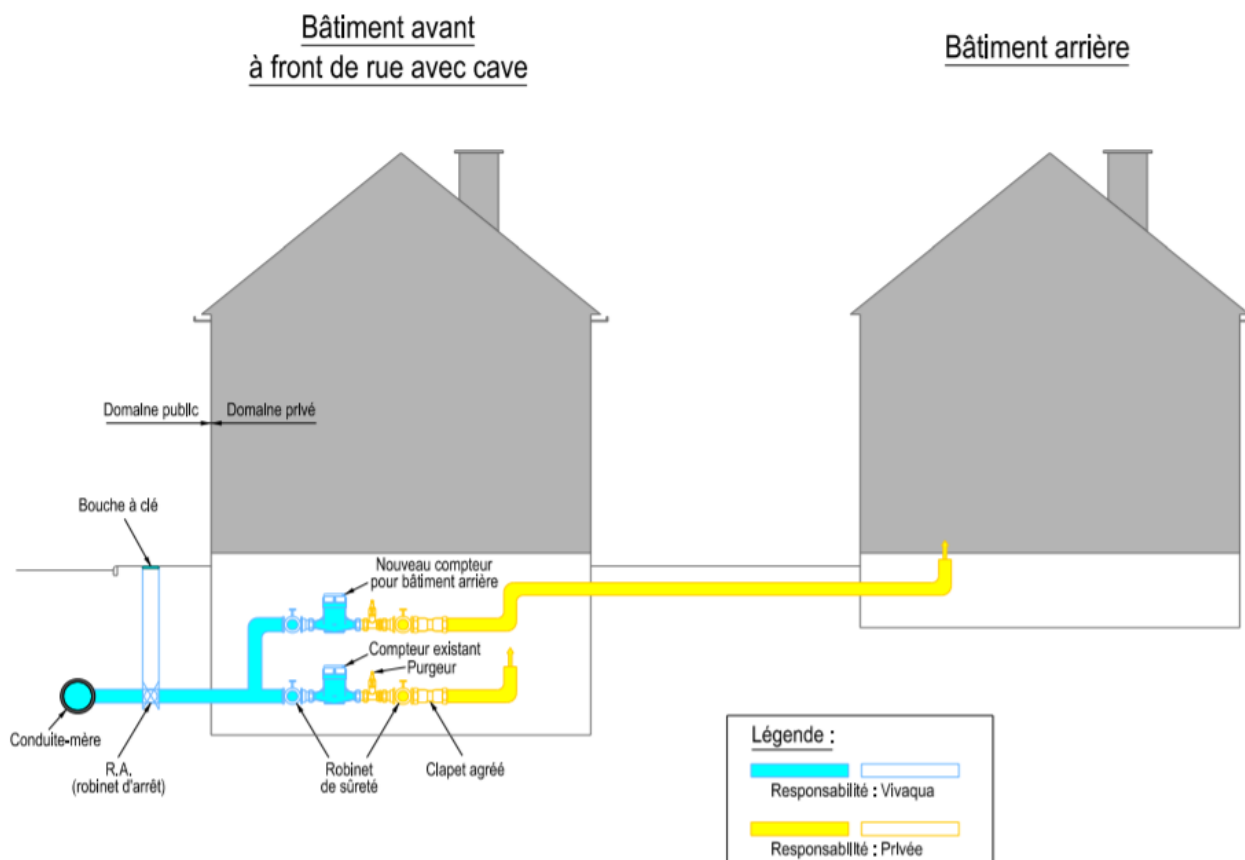 Bâtiment avant
à front de rue avec cave
Bâtiment arrière
Domaine public
Domaine privé
Bouche à clé
Nouveau compteur
pour bâtiment arrière
Compteur existant
Purgeur
Conduite-mère
R.A.
(robinet d'arrêt)
Robinet
de sûreté
Clapet agréé
Légende :
Responsabilité : Vivaqua
Responsabilité : Privée